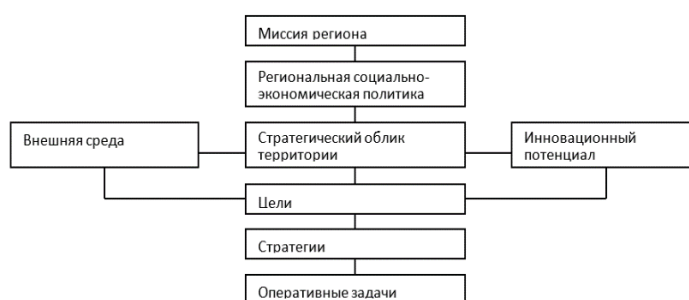 Миссия региона
Региональная социально-
экономическая политика
Внешняя среда
Стратегический облик
территории
Инновационный
потенциал
Цели
Стратегии
Оперативные задачи